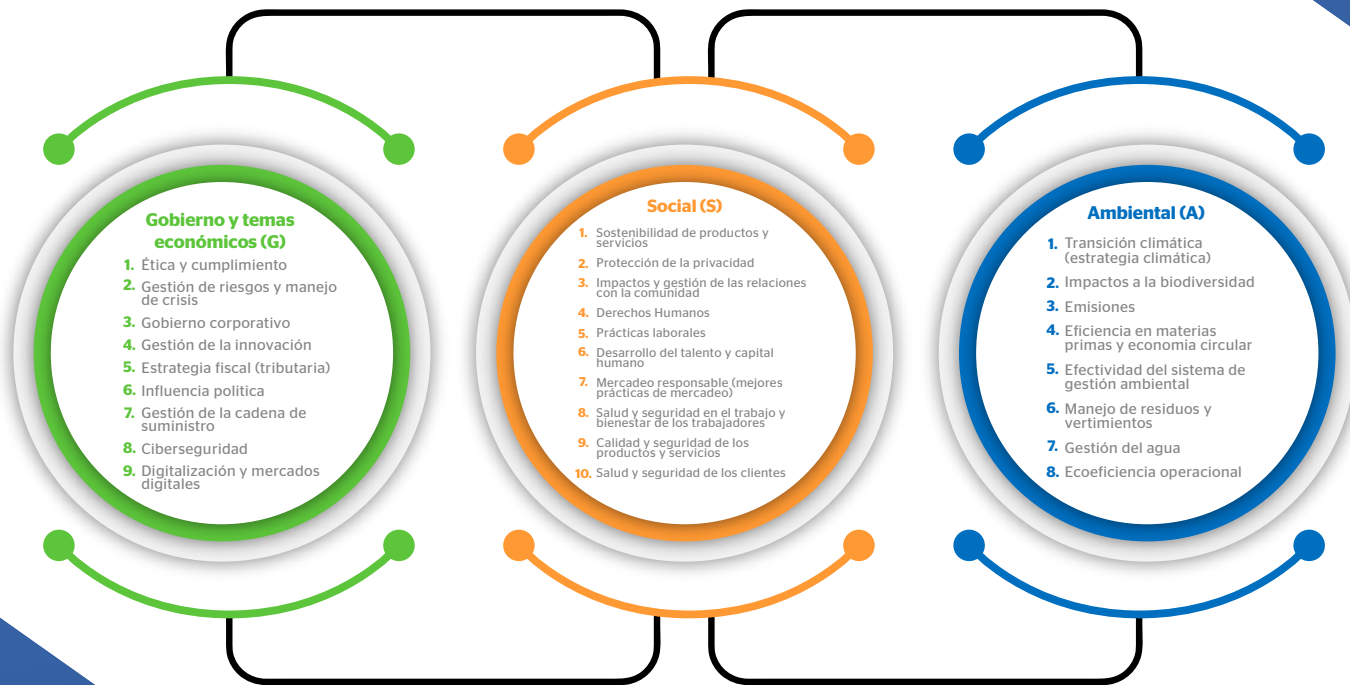 Gobierno y temas
económicos (G)
1. Ética y cumplimiento
2. Gestión de riesgos y manejo
de crisis
3. Gobierno corporativo
4. Gestión de la innovación
5. Estrategia fiscal (tributaria)
6. Influencia politica
7. Gestión de la cadena de
suministro
8. Ciberseguridad
9. Digitalización y mercados
digitales
Social (S)
1. Sostenibilidad de productos y
servicios
2. Protección de la privacidad
3. Impactos y gestión de las relaciones
con la comunidad
4. Derechos Humanos
5. Prácticas laborales
6. Desarrollo del talento y capital
humano
7. Mercadeo responsable (mejores
prácticas de mercadeo)
8. Salud y seguridad en el trabajo y
bienestar de los trabajadores
9. Calidad y seguridad de los
productos y servicios
10. Salud y seguridad de los clientes
Ambiental (A)
1. Transición climática
(estrategia climática)
2. Impactos a la biodiversidad
3. Emisiones
4. Eficiencia en materias
primas y economia circular
5. Efectividad del sistema de
gestión ambiental
6. Manejo de residuos y
vertimientos
7. Gestión del agua
8. Ecoeficiencia operacional